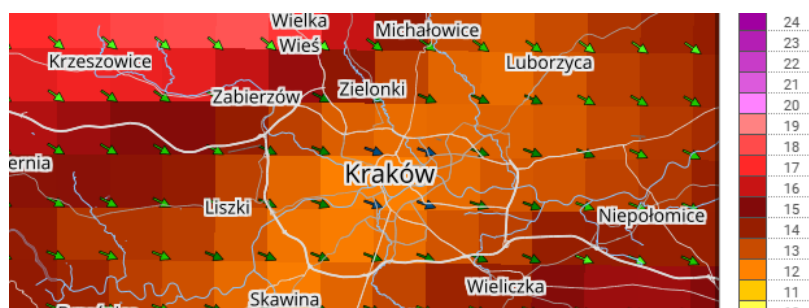 Wielka
Wieś
Michałowice
Krzeszowice
Luborzyca
Zabierzów
Zielonki
ernia
Kraków
Liszki
Niepołomice
Wieliczka
Skawina
24
23
22
21
20
19
18
17
16
15
14
13
12
11